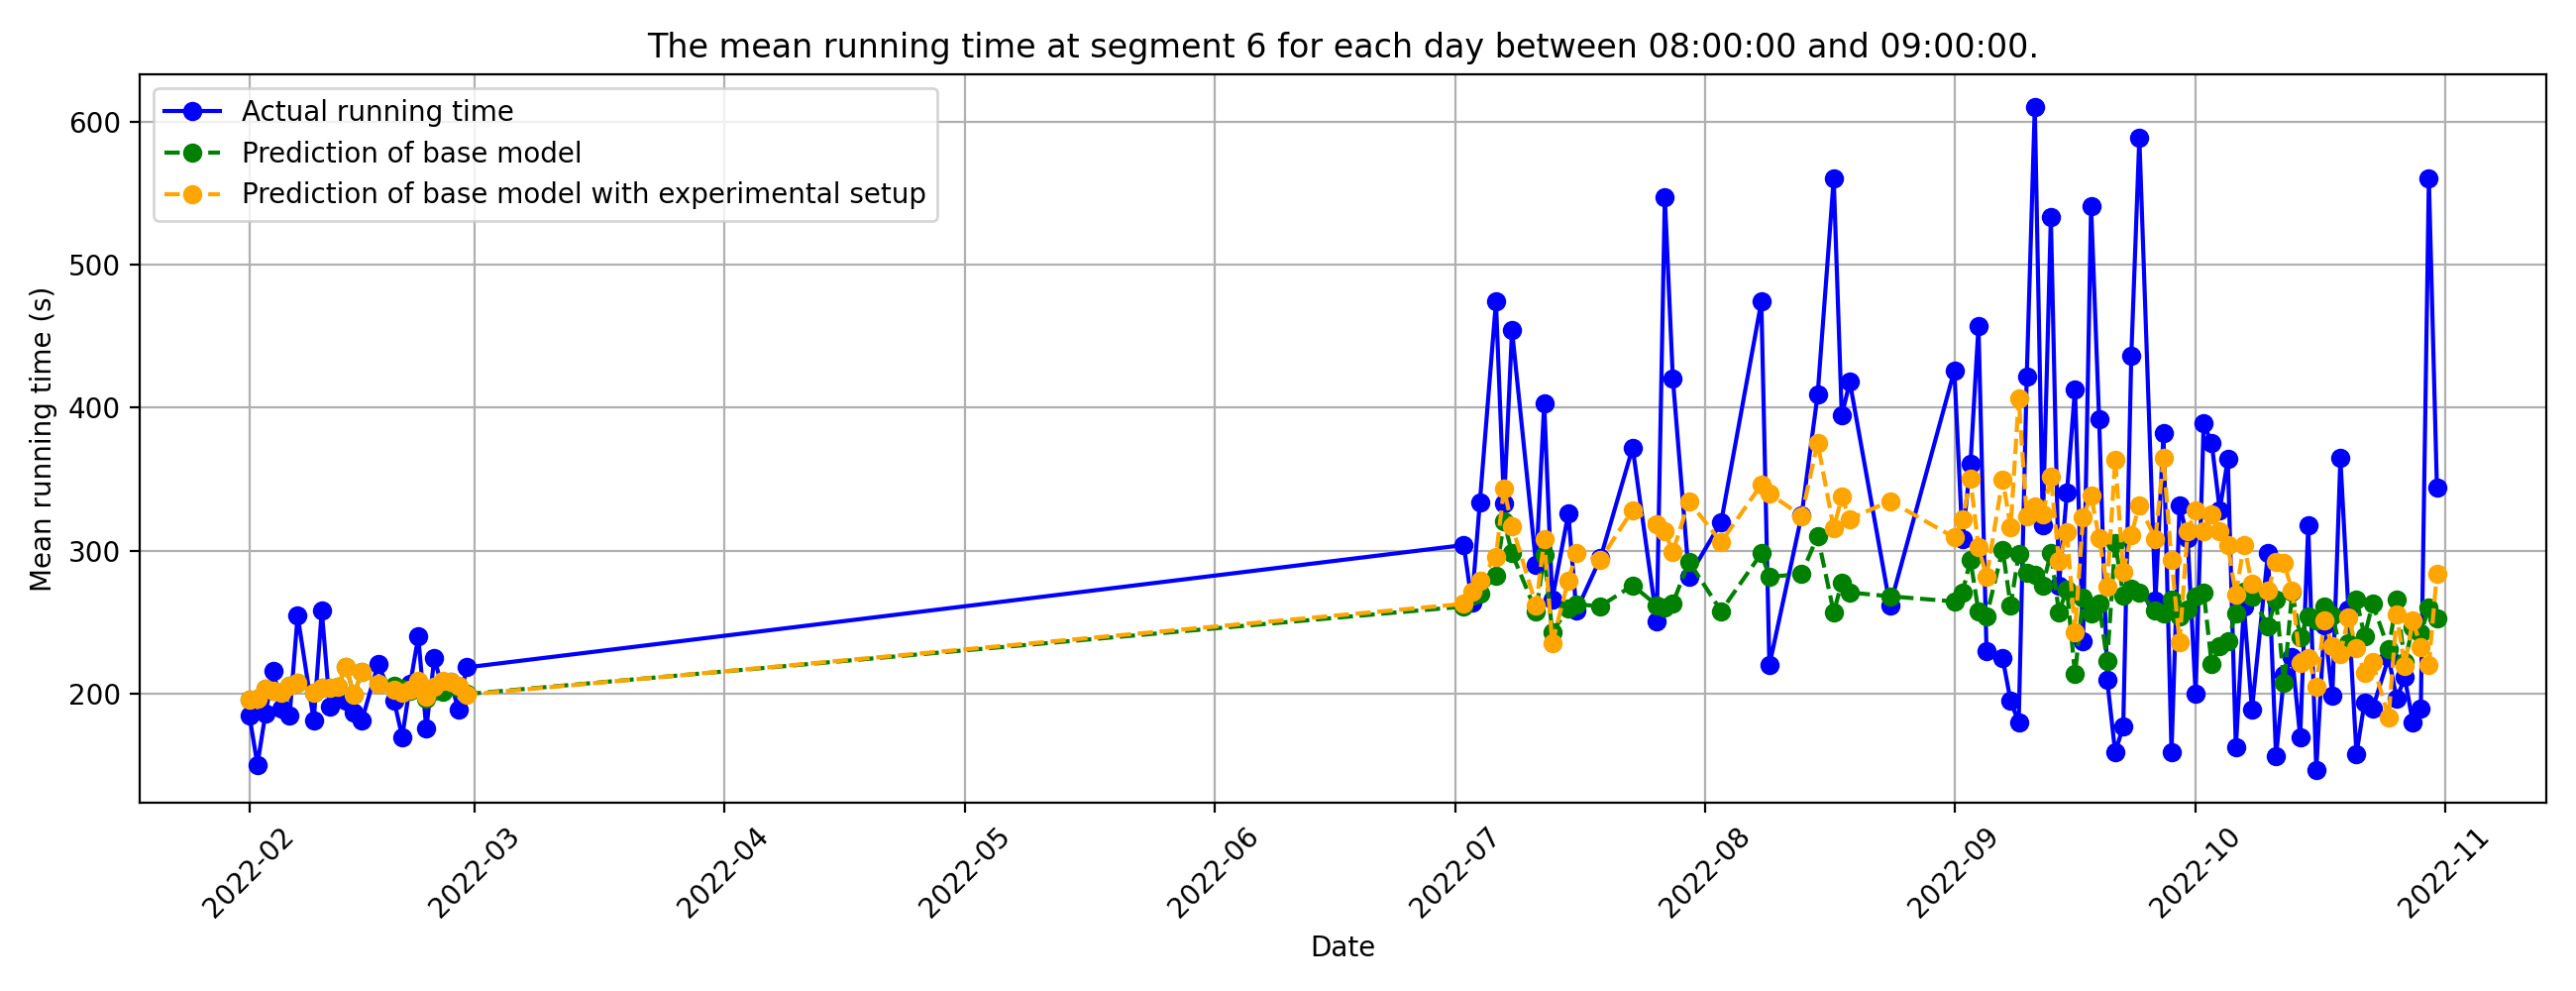 The mean running time at segment 6 for each day between 08:00:00 and 09:00:00.
Actual running time
Prediction of base model
Prediction of base model with experimental setup
Mean running time (s)
600
500
400
300
200
2022-02
2022-03
2022-04
2022-05
2022-06
2022-07
2022-08
2022-09
2022-10
2022-11
Date